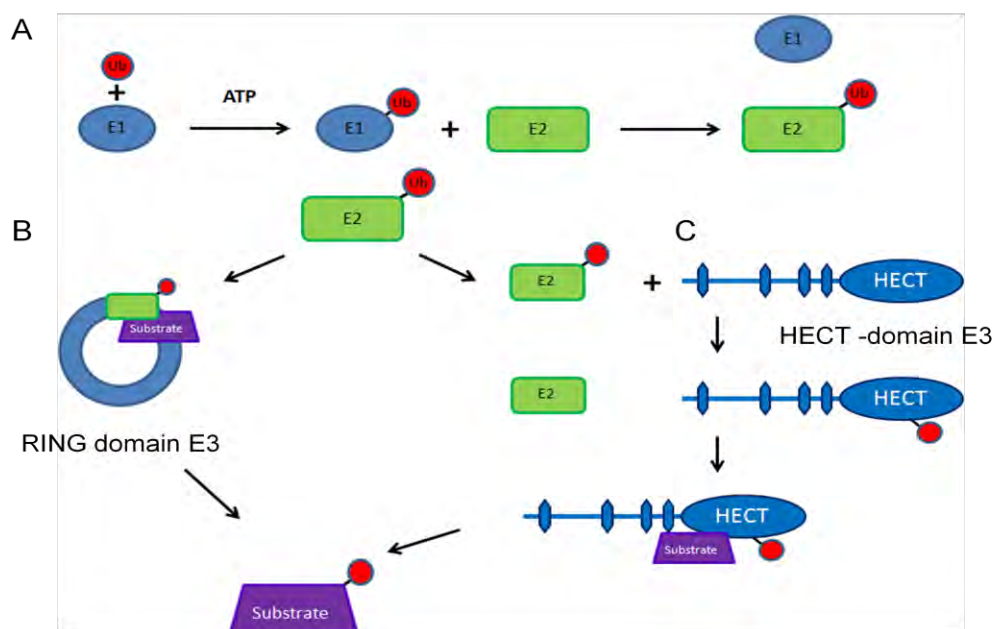 A
Ub
+
E1
ATP
Ub
E1
+
E2
E1
Ub
E2
Ub
E2
B
Substrate
RING domain E3
E2
+
C
HECT
HECT -domain E3
E2
HECT
HECT
Substrate
Substrate